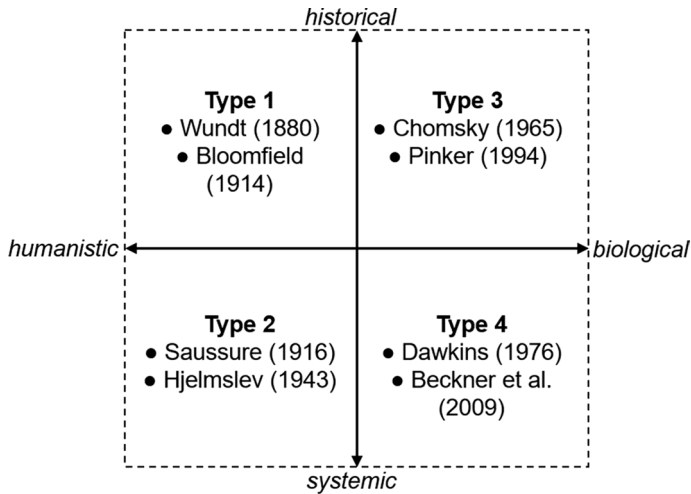 historical
Type 1
● Wundt (1880)
● Bloomfield
(1914)
Type 3
● Chomsky (1965)
● Pinker (1994)
humanistic
biological
Type 2
● Saussure (1916)
● Hjelmslev (1943)
Type 4
● Dawkins (1976)
● Beckner et al.
(2009)
systemic